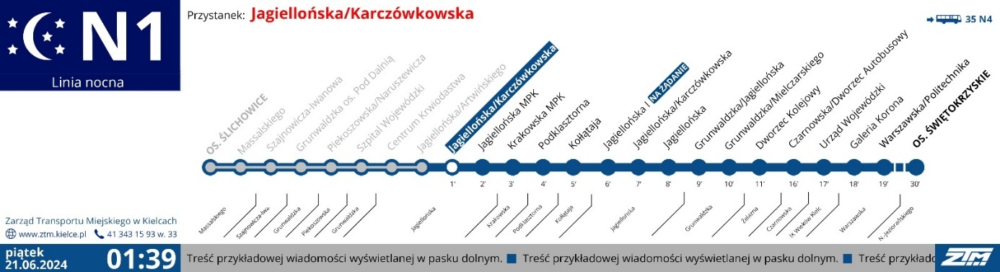 N1
Linia nocna
Przystanek: Jagiellońska/Karczówkowska
35 N4
OS. ŚLICHOWICE
Massalskiego
Szajnowicza-Iwanowa
Grunwaldzka os. Pod Dalnią
Piekoszowska/Naruszewicza
Szpital Wojewódzki
Centrum Krwiodastwa
Jagiellońska/Artwińskiego
Jagiellońska/Karczówkowska
Jagiellońska MPK
Krakowska MPK
Podklasztorna
Kołłątaja
Jagiellońska I NA ŻĄDANIE
Jagiellońska/Karczówkowska
Jagiellońska
Grunwaldzka/Jagiellońska
Grunwaldzka/Mielczarskiego
Dworzec Kolejowy
Czarnowska/Dworzec Autobusowy
Urząd Wojewódzki
Galeria Korona
Warszawska/Politechnika
OS. ŚWIĘTOKRZYSKIE
1' 2' 3' 4' 5' 6' 7' 8' 9' 10' 11' 16' 17' 18' 19' 30'
Massalskiego
Szajnowicza-Iwa.
Grunwaldzka
Piekoszowska
Grunwaldzka
Jagiellońska
Krakowska
Podklasztorna
Kołłątaja
Jagiellońska
Grunwaldzka
Żelazna
Czarnowska
IX Wieków Kielc
Warszawska
N.-Jeziorańskiego
Zarząd Transportu Miejskiego w Kielcach
www.ztm.kielce.pl 41 343 15 93 w. 33
piątek
21.06.2024
01:39
Treść przykładowej wiadomości wyświetlanej w pasku dolnym. Treść przykładowej wiadomości wyświetlanej w pasku dolnym. Treść przykłado
ZTM